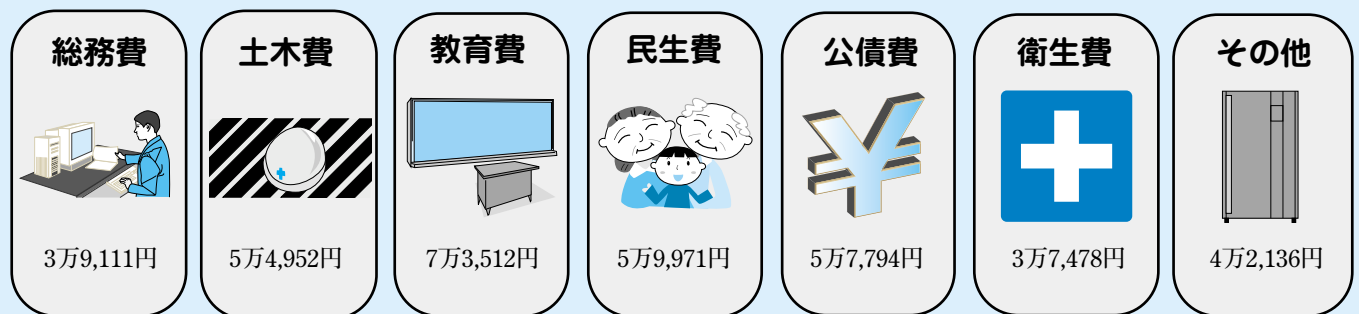 総務費
3万9,111円
土木費
5万4,952円
教育費
7万3,512円
民生費
5万9,971円
公債費
5万7,794円
衛生費
3万7,478円
その他
4万2,136円